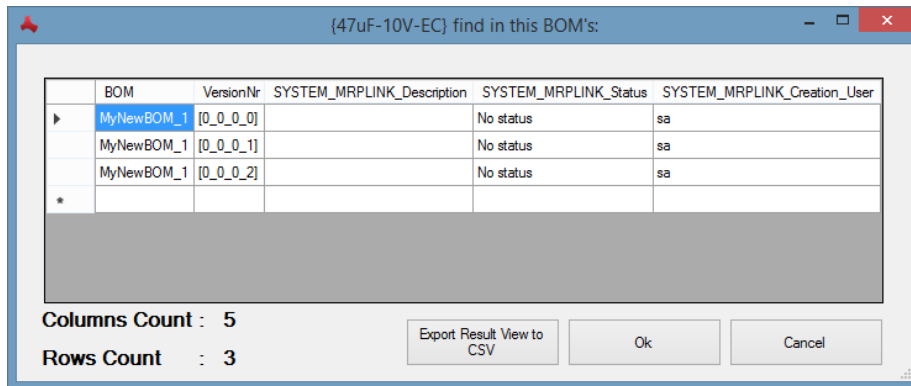 {47uF-10V-EC} find in this BOM's:
BOM VersionNr SYSTEM_MRPLINK_Description SYSTEM_MRPLINK_Status SYSTEM_MRPLINK_Creation_User
MyNewBOM_1 [0_0_0_0] No status sa
MyNewBOM_1 [0_0_0_1] No status sa
MyNewBOM_1 [0_0_0_2] No status sa
Columns Count : 5
Rows Count : 3
Export Result View to
CSV
Ok
Cancel